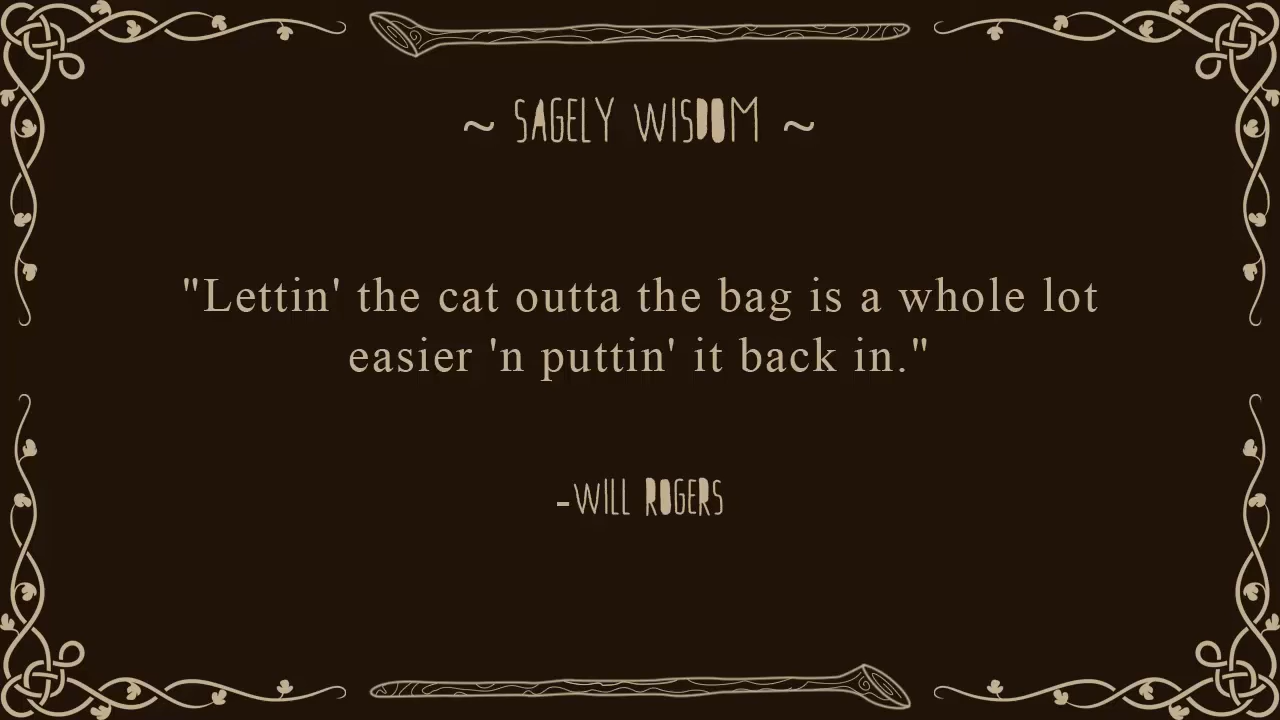 ~ SAGELY WISDOM ~
"Lettin' the cat outta the bag is a whole lot
easier 'n puttin' it back in."
-WILL ROGERS